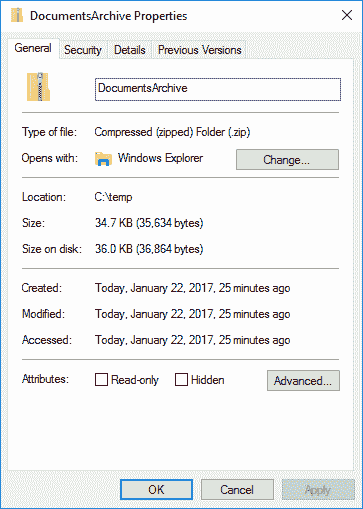 DocumentsArchive Properties
General Security Details Previous Versions
DocumentsArchive
Type of file: Compressed (zipped) Folder (.zip)
Opens with: Windows Explorer Change...
Location: C:\temp
Size: 34.7 KB (35,634 bytes)
Size on disk: 36.0 KB (36,864 bytes)
Created: Today, January 22, 2017, 25 minutes ago
Modified: Today, January 22, 2017, 25 minutes ago
Accessed: Today, January 22, 2017, 25 minutes ago
Attributes: Read-only Hidden Advanced...
OK Cancel Apply